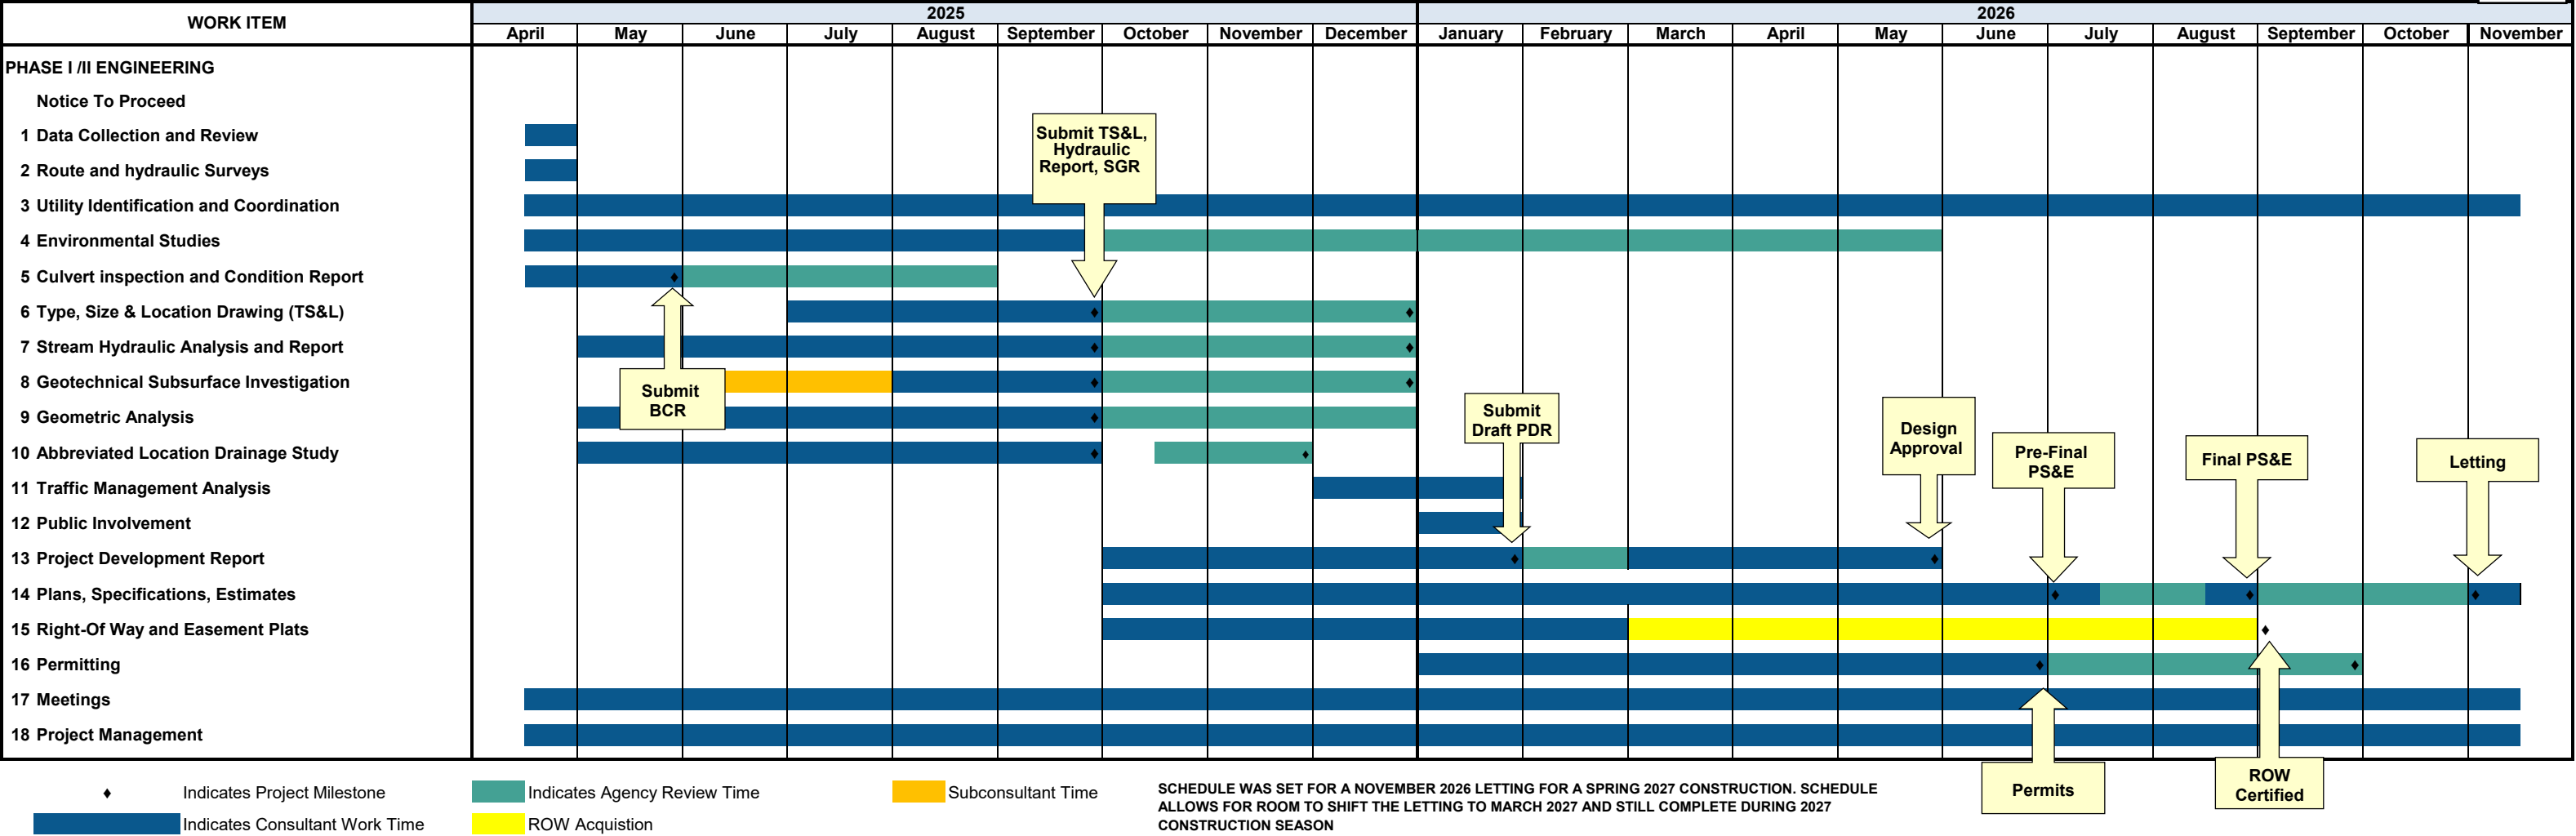 WORK ITEM
2025
2026
April May June July August September October November December January February March April May June July August September October November
PHASE I /II ENGINEERING
Notice To Proceed
1 Data Collection and Review
2 Route and hydraulic Surveys
3 Utility Identification and Coordination
4 Environmental Studies
5 Culvert inspection and Condition Report
6 Type, Size & Location Drawing (TS&L)
7 Stream Hydraulic Analysis and Report
8 Geotechnical Subsurface Investigation
9 Geometric Analysis
10 Abbreviated Location Drainage Study
11 Traffic Management Analysis
12 Public Involvement
13 Project Development Report
14 Plans, Specifications, Estimates
15 Right-Of Way and Easement Plats
16 Permitting
17 Meetings
18 Project Management
Submit TS&L,
Hydraulic
Report, SGR
Submit
BCR
Submit
Draft PDR
Design
Approval
Pre-Final
PS&E
Final PS&E
Letting
Permits
ROW
Certified
Indicates Project Milestone
Indicates Consultant Work Time
Indicates Agency Review Time
ROW Acquistion
Subconsultant Time
SCHEDULE WAS SET FOR A NOVEMBER 2026 LETTING FOR A SPRING 2027 CONSTRUCTION. SCHEDULE
ALLOWS FOR ROOM TO SHIFT THE LETTING TO MARCH 2027 AND STILL COMPLETE DURING 2027
CONSTRUCTION SEASON